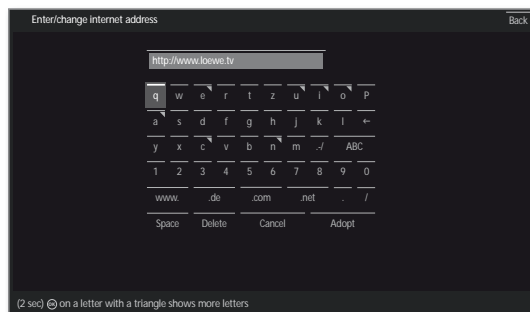 Enter/change internet address Back
http://www.loewe.tv
q w e r t z u i o P
a s d f g h j k l ←
y x c v b n m .-/ ABC
1 2 3 4 5 6 7 8 9 0
www. .de .com .net . /
Space Delete Cancel Adopt
(2 sec) OK on a letter with a triangle shows more letters